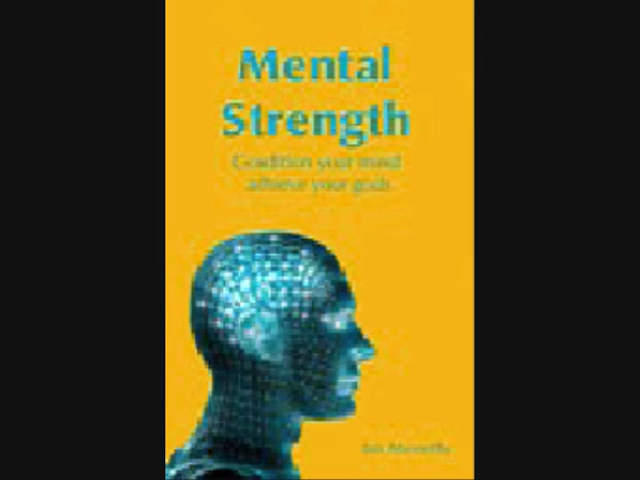 Mental
Strength
Condition your mind
achieve your goals